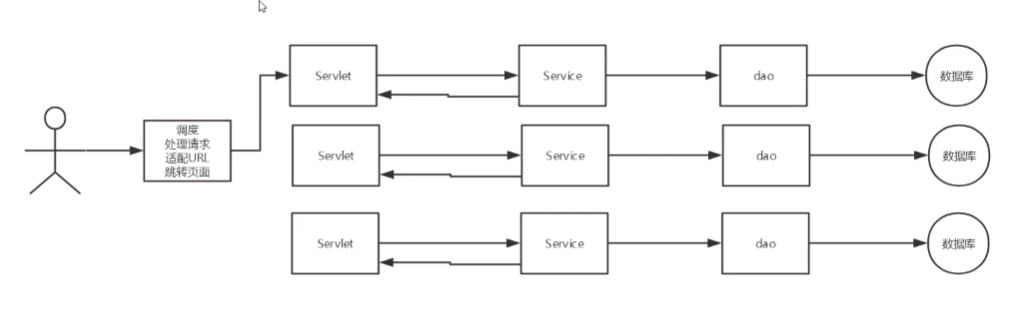 调度
处理请求
适配URL
跳转页面
Servlet
Service
dao
数据库
Servlet
Service
dao
数据库
Servlet
Service
dao
数据库